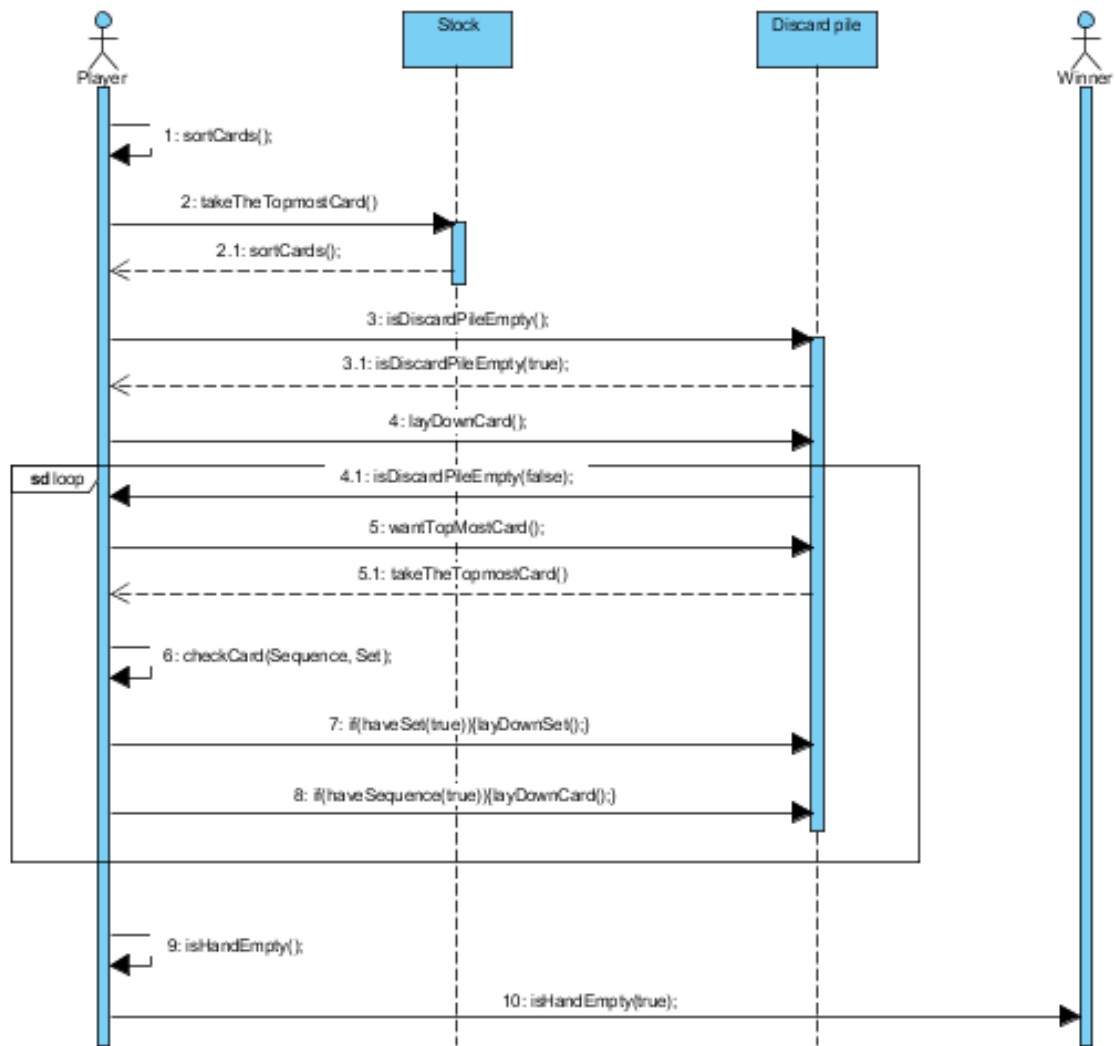 Stock
Discard pile
Player
Winner
1: sortCards();
2: takeTheTopmostCard()
2.1: sortCards();
3: isDiscardPileEmpty();
3.1: isDiscardPileEmpty(true);
4: layDownCard();
sd loop
4.1: isDiscardPileEmpty(false);
5: wantTopMostCard();
5.1: takeTheTopmostCard()
6: checkCard(Sequence, Set);
7: if(haveSet(true)){layDownSet();}
8: if(haveSequence(true)){layDownCard();}
9: isHandEmpty();
10: isHandEmpty(true);